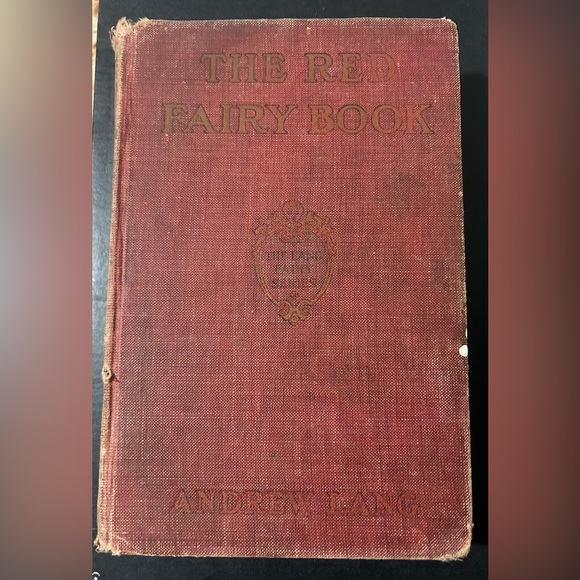 THE RED
FAIRY BOOK
THE LANG
FAIRY
SERIES
ANDREW LANG